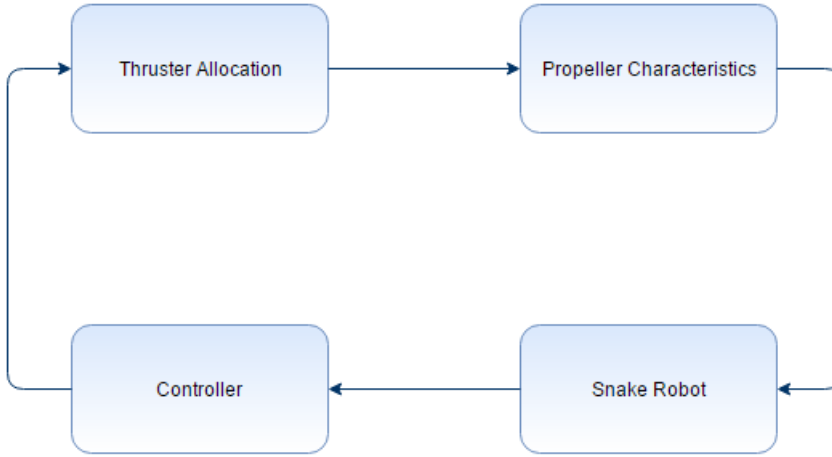 Thruster Allocation
Propeller Characteristics
Controller
Snake Robot